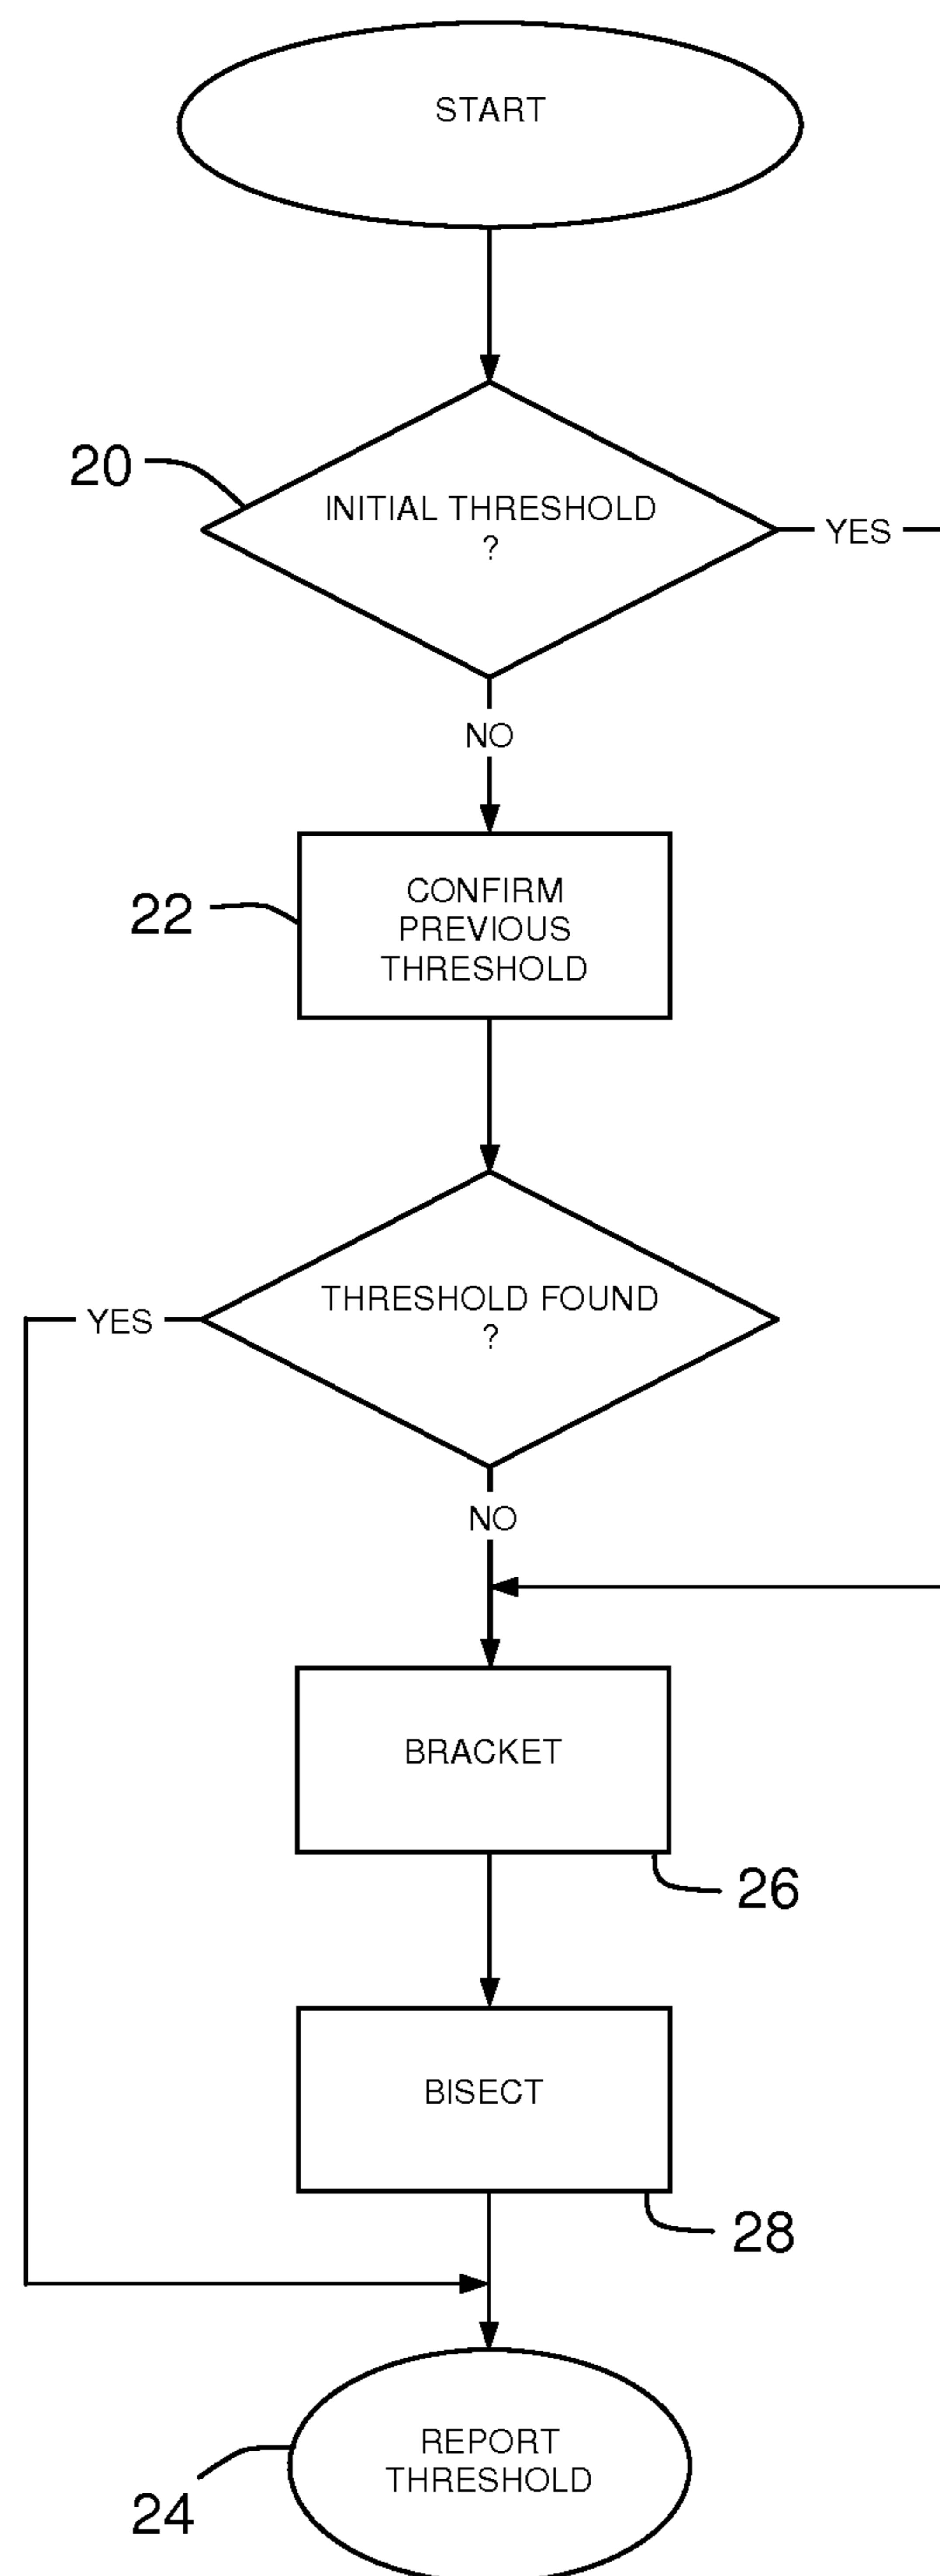 START
20
INITIAL THRESHOLD
?
YES
NO
22
CONFIRM
PREVIOUS
THRESHOLD
THRESHOLD FOUND
?
YES
NO
BRACKET
26
BISECT
28
REPORT
THRESHOLD
24